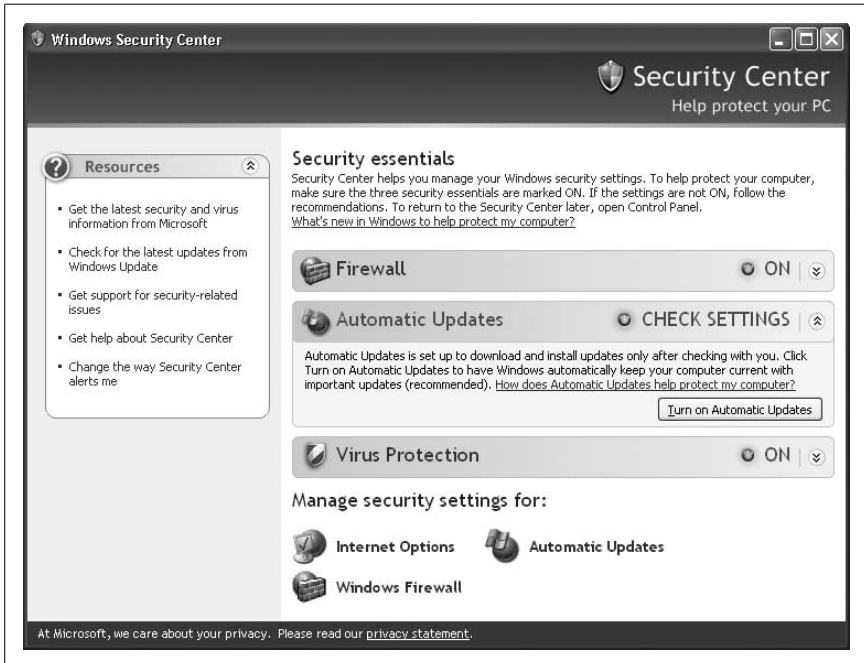 Windows Security Center
Security Center
Help protect your PC
Resources
Get the latest security and virus
information from Microsoft
Check for the latest updates from
Windows Update
Get support for security-related
issues
Get help about Security Center
Change the way Security Center
alerts me
Security essentials
Security Center helps you manage your Windows security settings. To help protect your computer,
make sure the three security essentials are marked ON. If the settings are not ON, follow the
recommendations. To return to the Security Center later, open Control Panel.
What's new in Windows to help protect my computer?
Firewall ON
Automatic Updates CHECK SETTINGS
Automatic Updates is set up to download and install updates only after checking with you. Click
Turn on Automatic Updates to have Windows automatically keep your computer current with
important updates (recommended). How does Automatic Updates help protect my computer?
Turn on Automatic Updates
Virus Protection ON
Manage security settings for:
Internet Options Automatic Updates
Windows Firewall
At Microsoft, we care about your privacy. Please read our privacy statement.